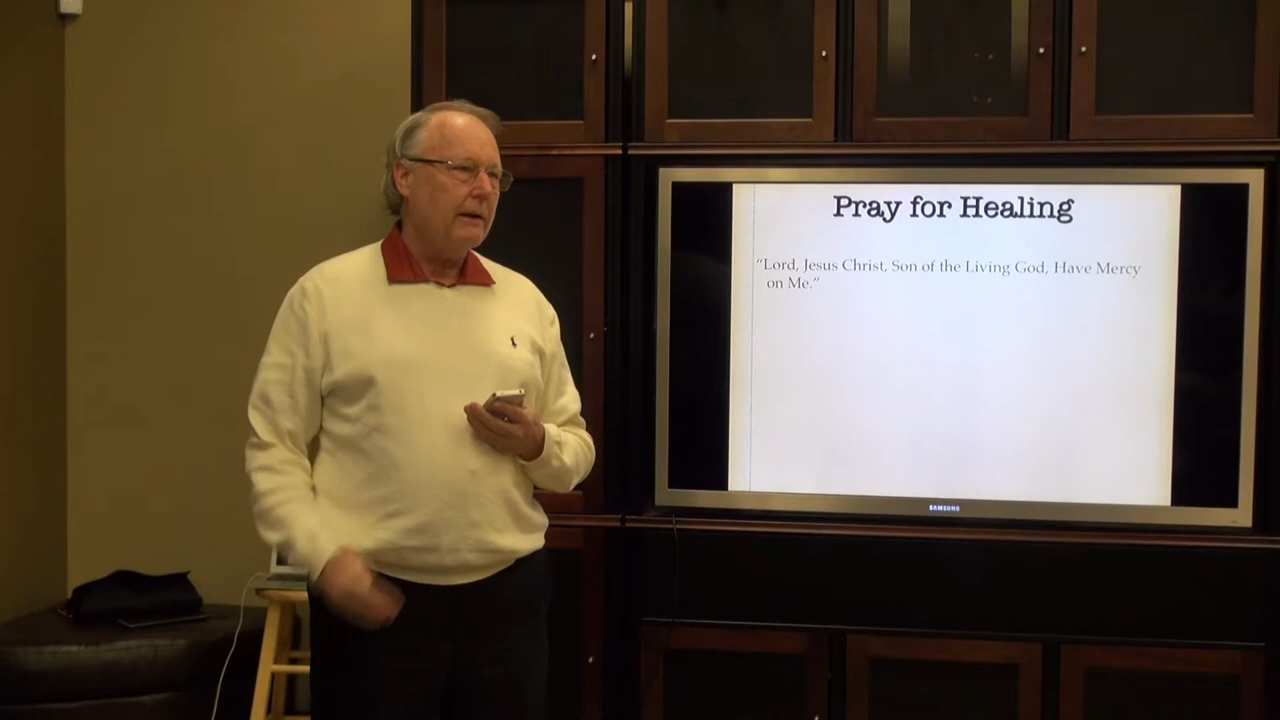 Pray for Healing
“Lord, Jesus Christ, Son of the Living God, Have Mercy
on Me.”
SAMSUNG